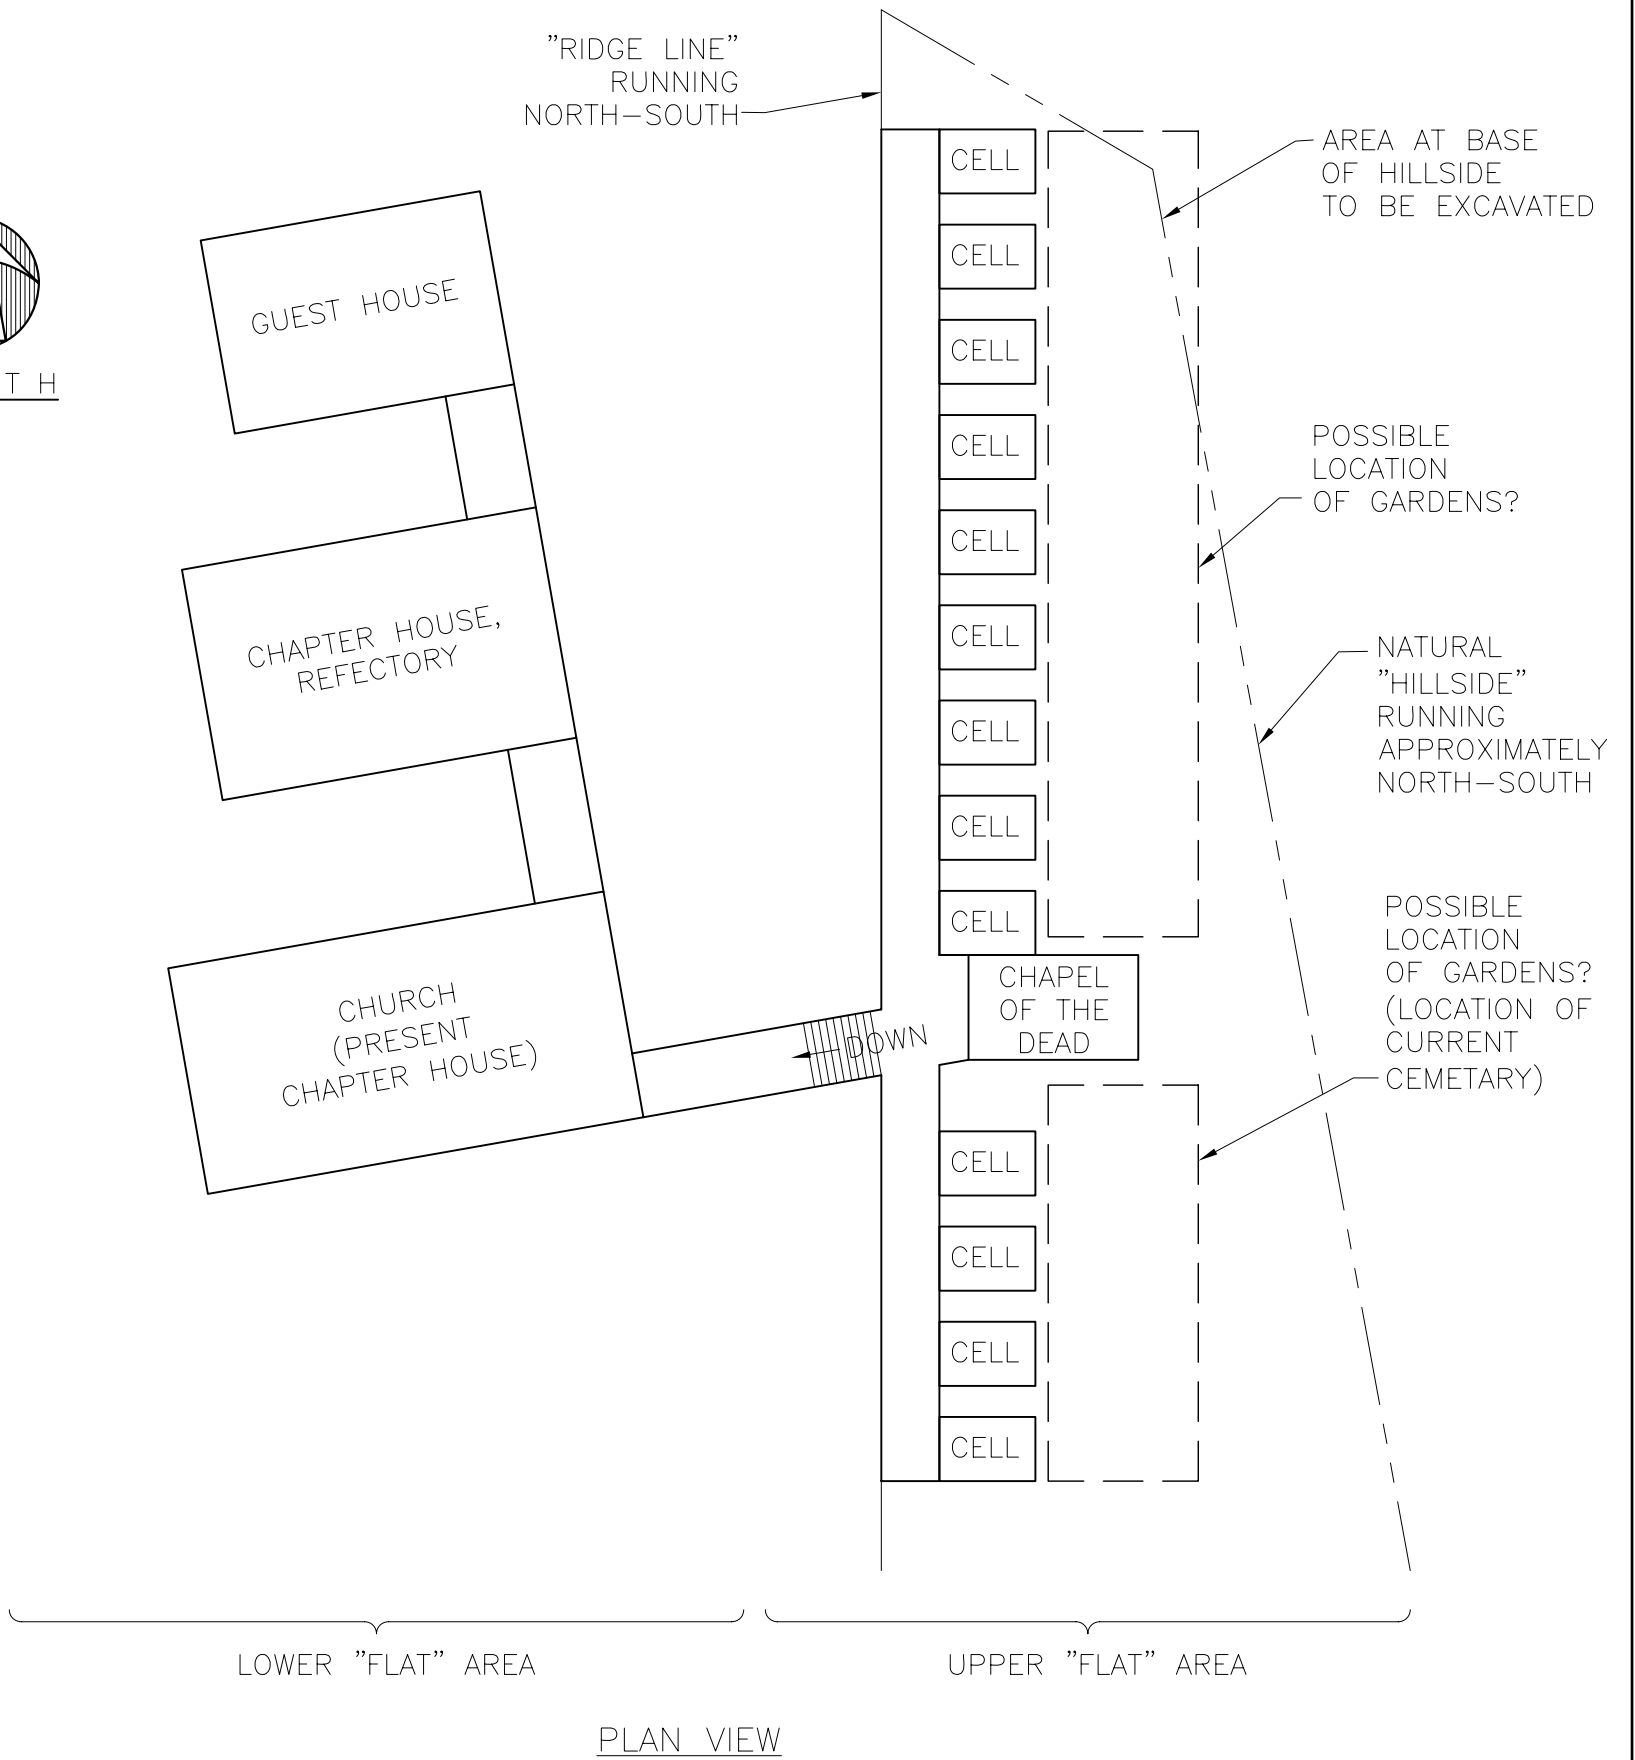 "RIDGE LINE"
RUNNING
NORTH-SOUTH
AREA AT BASE
OF HILLSIDE
TO BE EXCAVATED
CELL
CELL
CELL
CELL
CELL
CELL
CELL
CELL
CELL
GUEST HOUSE
T H
POSSIBLE
LOCATION
OF GARDENS?
CHAPTER HOUSE,
REFECTORY
NATURAL
"HILLSIDE"
RUNNING
APPROXIMATELY
NORTH-SOUTH
POSSIBLE
LOCATION
OF GARDENS?
(LOCATION OF
CURRENT
CEMETARY)
CHAPEL
OF THE
DEAD
CHURCH
(PRESENT
CHAPTER HOUSE)
DOWN
CELL
CELL
CELL
CELL
LOWER "FLAT" AREA
UPPER "FLAT" AREA
PLAN VIEW